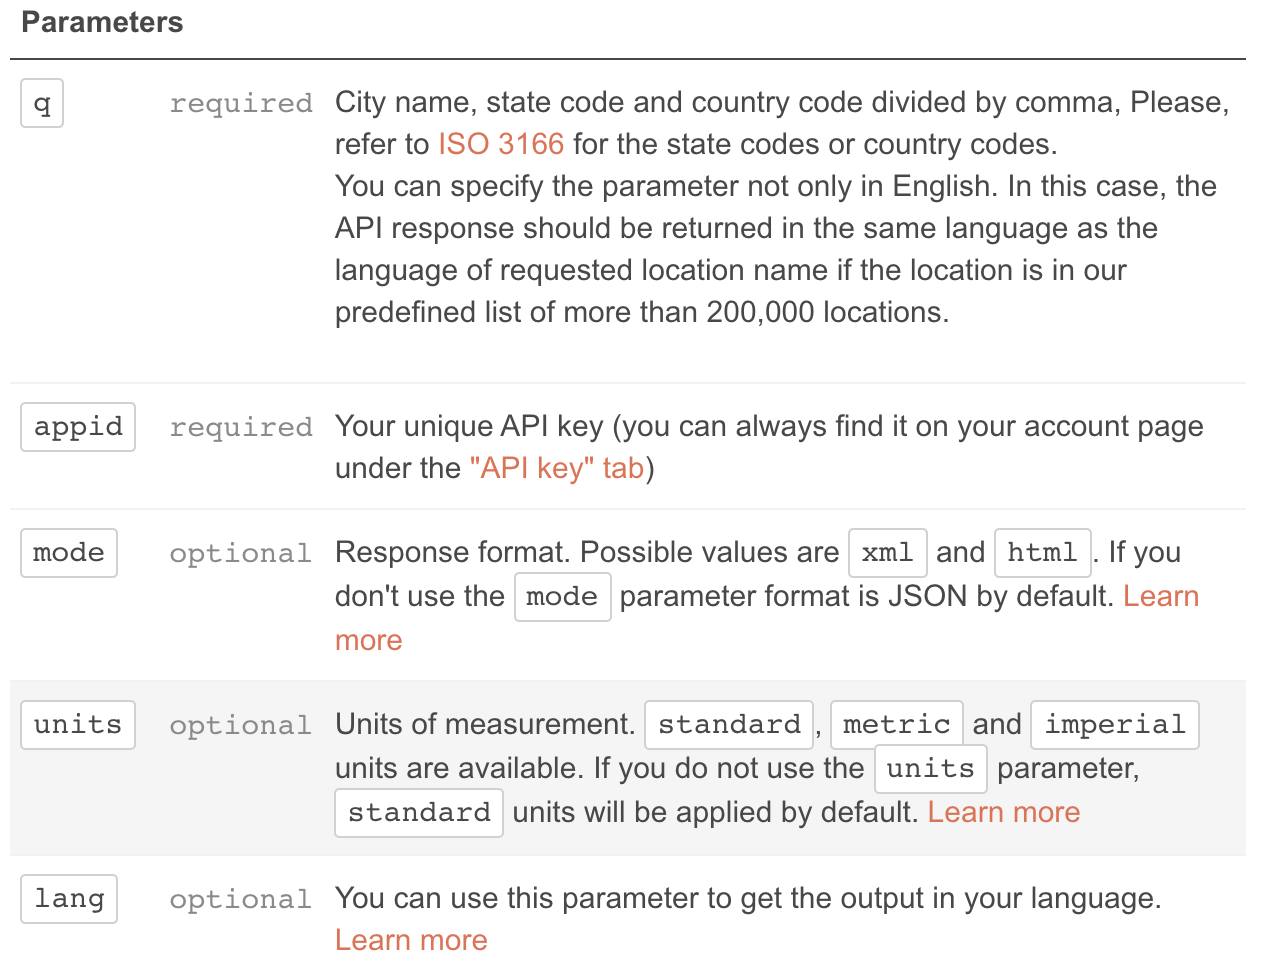 Parameters
q required City name, state code and country code divided by comma, Please,
refer to ISO 3166 for the state codes or country codes.
You can specify the parameter not only in English. In this case, the
API response should be returned in the same language as the
language of requested location name if the location is in our
predefined list of more than 200,000 locations.
appid required Your unique API key (you can always find it on your account page
under the "API key" tab)
mode optional Response format. Possible values are xml and html. If you
don't use the mode parameter format is JSON by default. Learn
more
units optional Units of measurement. standard, metric and imperial
units are available. If you do not use the units parameter,
standard units will be applied by default. Learn more
lang optional You can use this parameter to get the output in your language.
Learn more